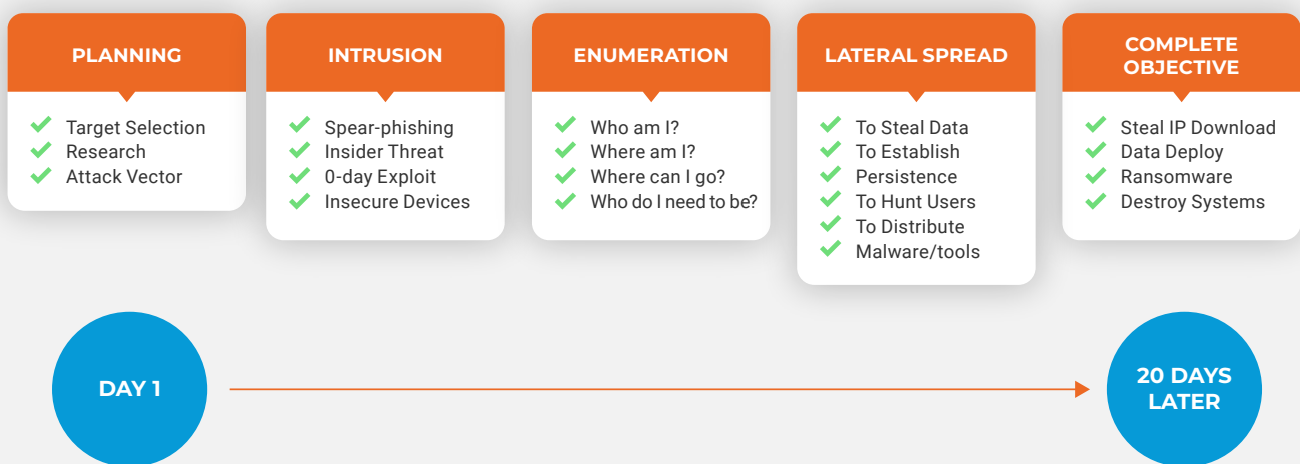 PLANNING
Target Selection
Research
Attack Vector
INTRUSION
Spear-phishing
Insider Threat
0-day Exploit
Insecure Devices
ENUMERATION
Who am I?
Where am I?
Where can I go?
Who do I need to be?
LATERAL SPREAD
To Steal Data
To Establish
Persistence
To Hunt Users
To Distribute
Malware/tools
COMPLETE
OBJECTIVE
Steal IP Download
Data Deploy
Ransomware
Destroy Systems
DAY 1
20 DAYS
LATER